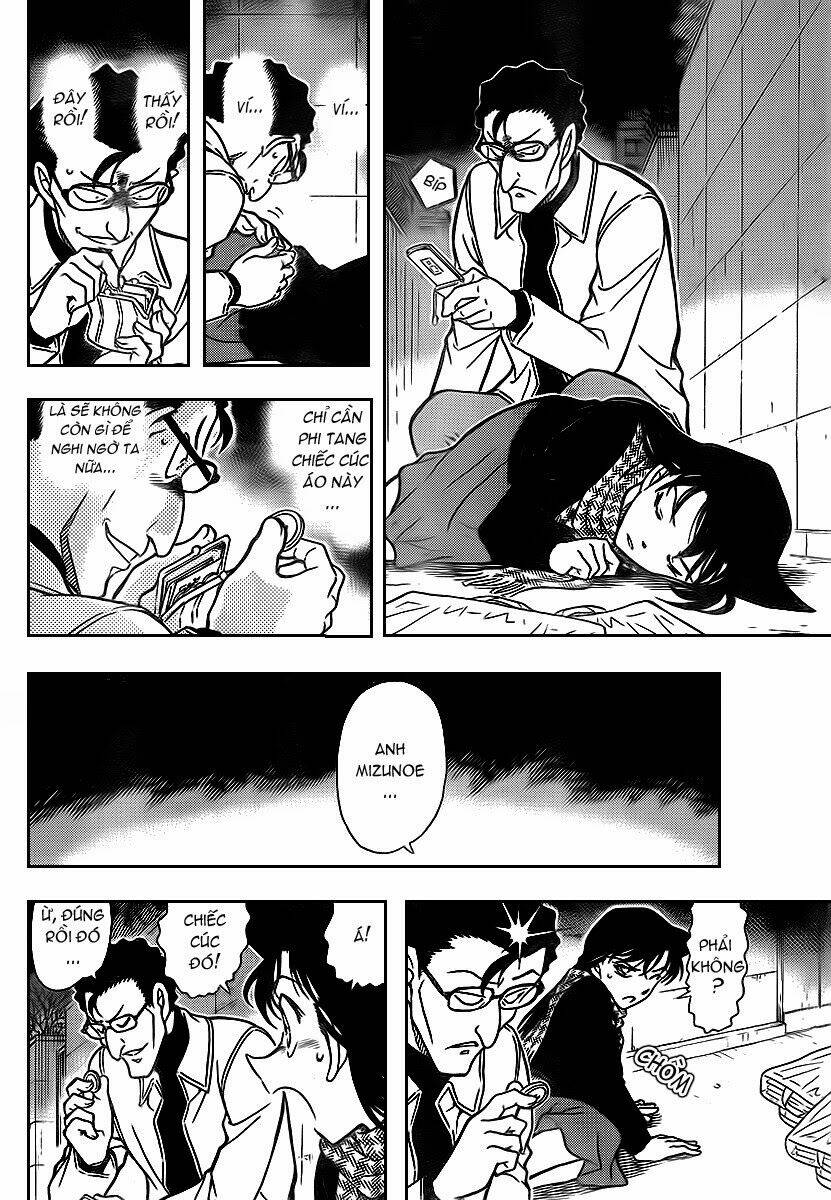 BÍP
VÍ...
VÍ...
THẤY
RỒI!
ĐÂY
RỒI!
CHỈ CẦN
PHI TANG
CHIẾC CÚC
ÁO NÀY
...
LÀ SẼ KHÔNG
CÒN GÌ ĐỂ
NGHI NGỜ TA
NỮA...
ANH
MIZUNOE
...
PHẢI
KHÔNG
?
CHỒM
Á!
CHIẾC
CÚC
ĐÓ!
Ừ, ĐÚNG
RỒI ĐÓ
...